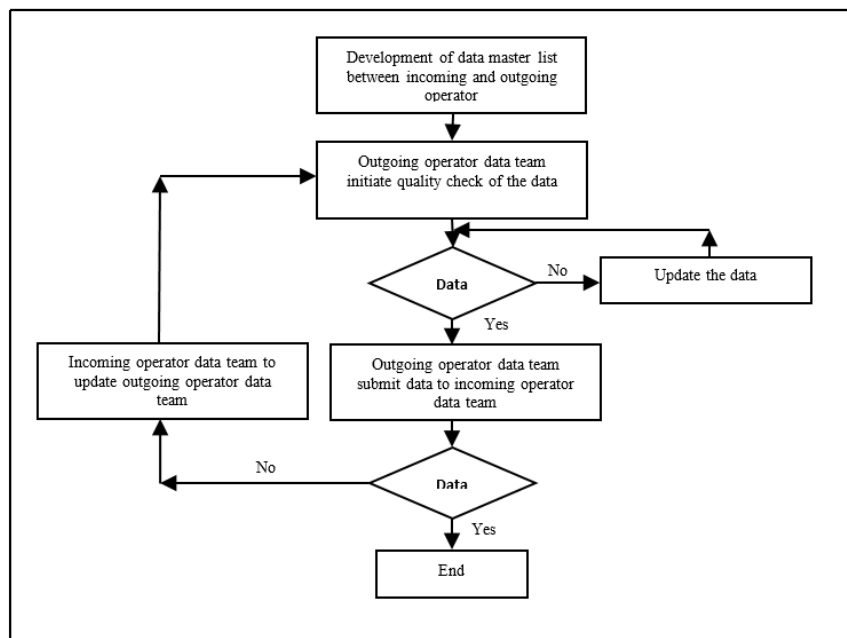 Development of data master list
between incoming and outgoing
operator
Outgoing operator data team
initiate quality check of the data
Data
No
Update the data
Yes
Incoming operator data team to
update outgoing operator data
team
Outgoing operator data team
submit data to incoming operator
data team
No
Data
Yes
End